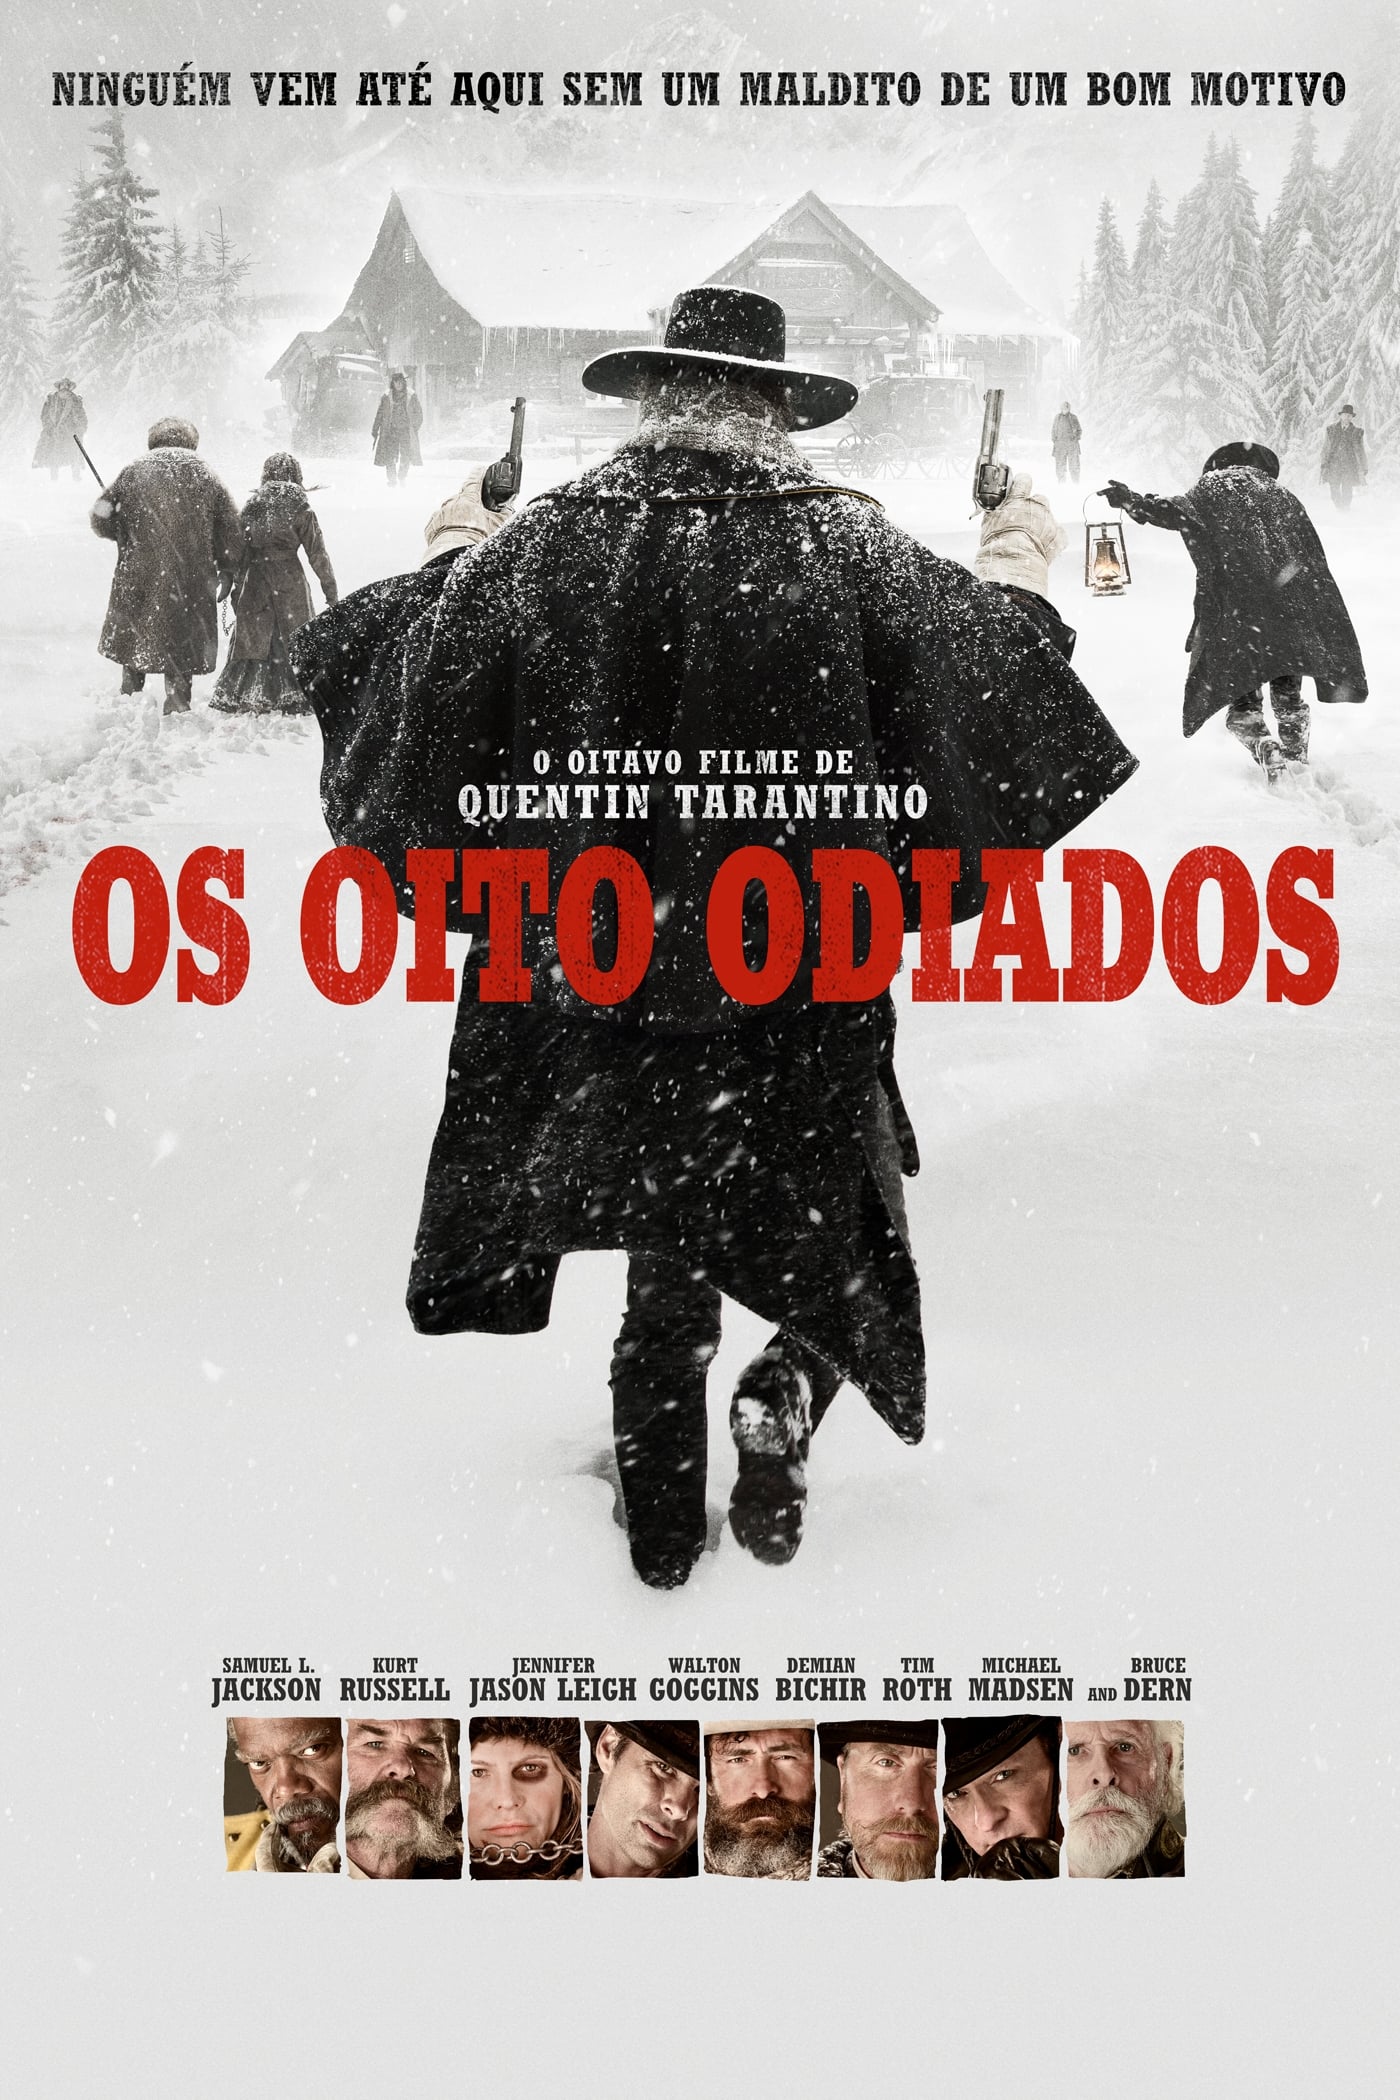 NINGUÉM VEM ATÉ AQUI SEM UM MALDITO DE UM BOM MOTIVO
O OITAVO FILME DE
QUENTIN TARANTINO
OS OITO ODIADOS
SAMUEL L. JACKSON
KURT RUSSELL
JENNIFER JASON LEIGH
WALTON GOGGINS
DEMIAN BICHIR
TIM ROTH
MICHAEL MADSEN
AND BRUCE DERN